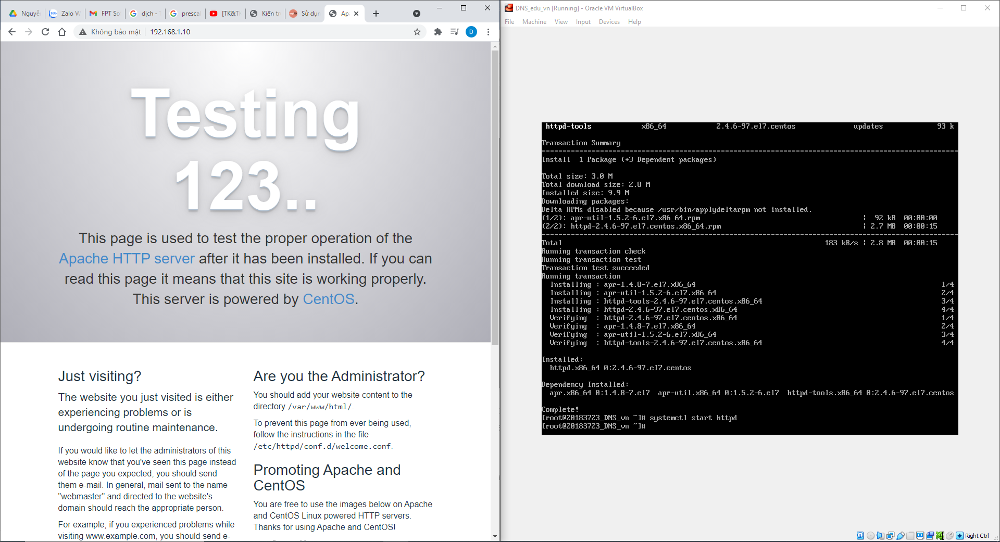 Nguyễ
Zalo W
FPT So
dịch - T
presca
[TK&T
Kiến tr
Sử dụn
Ap
Không bảo mật
192.168.1.10
D
Testing
123..
This page is used to test the proper operation of the
Apache HTTP server after it has been installed. If you can
read this page it means that this site is working properly.
This server is powered by CentOS.
Just visiting?
The website you just visited is either
experiencing problems or is
undergoing routine maintenance.
If you would like to let the administrators of this
website know that you've seen this page instead
of the page you expected, you should send
them e-mail. In general, mail sent to the name
"webmaster" and directed to the website's
domain should reach the appropriate person.
For example, if you experienced problems while
visiting www.example.com, you should send e-
Are you the Administrator?
You should add your website content to the
directory /var/www/html/.
To prevent this page from ever being used,
follow the instructions in the file
/etc/httpd/conf.d/welcome.conf.
Promoting Apache and
CentOS
You are free to use the images below on Apache
and CentOS Linux powered HTTP servers.
Thanks for using Apache and CentOS!
DNS_edu_vn [Running] - Oracle VM VirtualBox
File Machine View Input Devices Help
httpd-tools x86_64 2.4.6-97.el7.centos updates 93 k
Transaction Summary
Install 1 Package (+3 Dependent packages)
Total size: 3.0 M
Total download size: 2.8 M
Installed size: 9.9 M
Downloading packages:
Delta RPMs disabled because /usr/bin/applydeltarpm not installed.
(1/2): apr-util-1.5.2-6.el7.x86_64.rpm | 92 kB 00:00:00
(2/2): httpd-2.4.6-97.el7.centos.x86_64.rpm | 2.7 MB 00:00:15
Total 183 kB/s | 2.8 MB 00:00:15
Running transaction check
Running transaction test
Transaction test succeeded
Running transaction
Installing : apr-1.4.8-7.el7.x86_64 1/4
Installing : apr-util-1.5.2-6.el7.x86_64 2/4
Installing : httpd-tools-2.4.6-97.el7.centos.x86_64 3/4
Installing : httpd-2.4.6-97.el7.centos.x86_64 4/4
Verifying : httpd-2.4.6-97.el7.centos.x86_64 1/4
Verifying : apr-1.4.8-7.el7.x86_64 2/4
Verifying : apr-util-1.5.2-6.el7.x86_64 3/4
Verifying : httpd-tools-2.4.6-97.el7.centos.x86_64 4/4
Installed:
httpd.x86_64 0:2.4.6-97.el7.centos
Dependency Installed:
apr.x86_64 0:1.4.8-7.el7 apr-util.x86_64 0:1.5.2-6.el7 httpd-tools.x86_64 0:2.4.6-97.el7.centos
Complete!
[root@20183723_DNS_vn ~]# systemctl start httpd
[root@20183723_DNS_vn ~]#
Right Ctrl